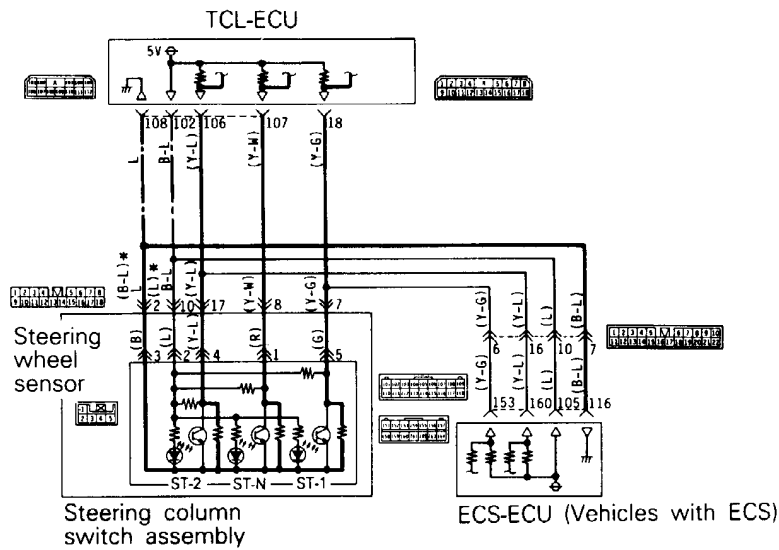 TCL-ECU
5V
108 102 106 107 18
L B-L (Y-L) (Y-W) (Y-G)
(B-L)* L (L)* B-L (Y-L) (Y-W) (Y-G)
2 10 17 8 7
(Y-G) (Y-L) (L) (B-L)
6 16 10 7
Steering
wheel
sensor
(B) (L) (Y-L) (R) (G)
3 2 4 1 5
(Y-G) (Y-L) (L) (B-L)
153 160 105 116
ST-2 ST-N ST-1
Steering column
switch assembly
ECS-ECU (Vehicles with ECS)